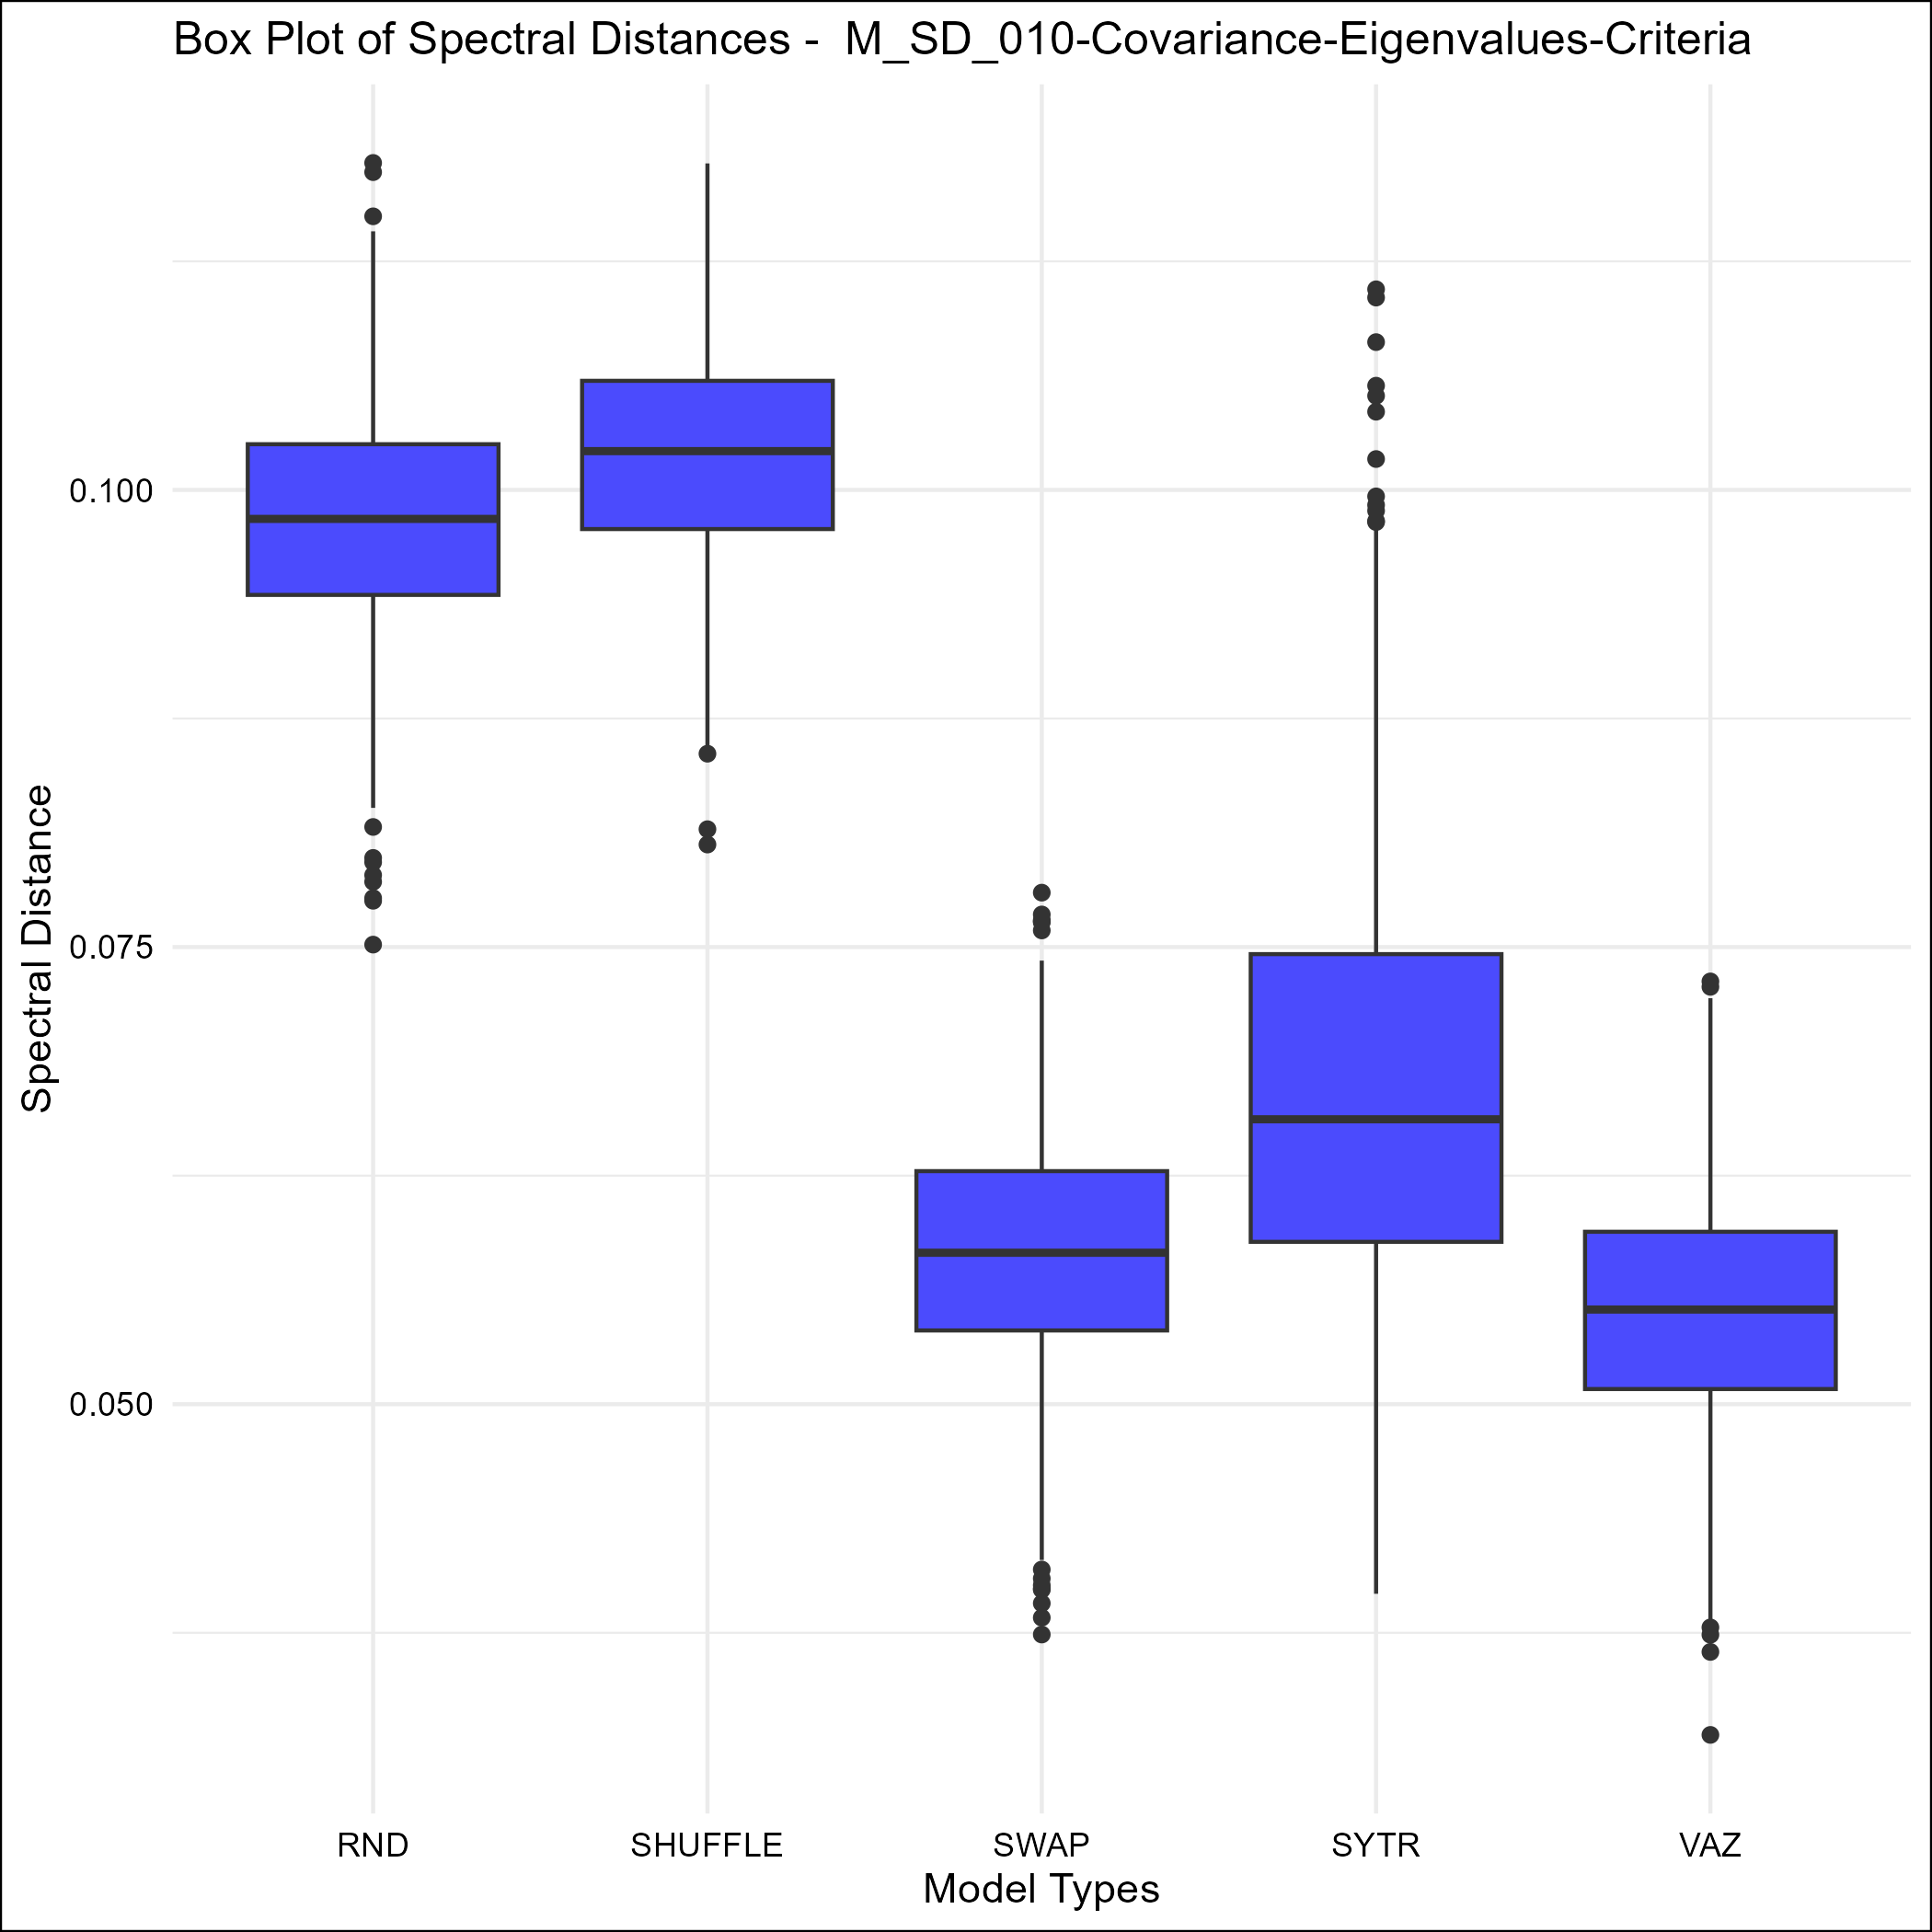 Box Plot of Spectral Distances -  M_SD_010-Covariance-Eigenvalues-Criteria
Spectral Distance
0.100
0.075
0.050
RND SHUFFLE SWAP SYTR VAZ
Model Types